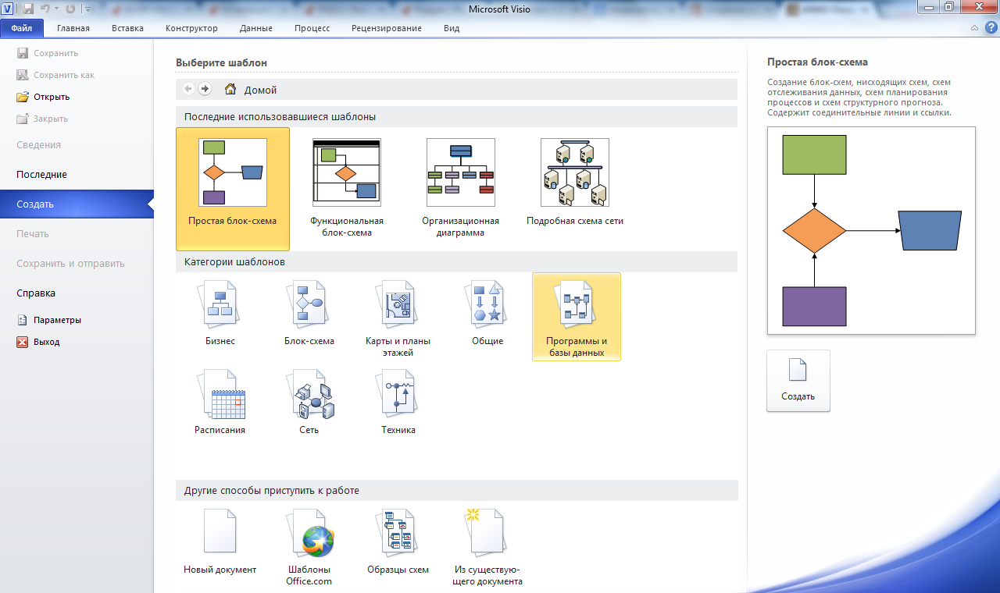 Microsoft Visio
Файл
Главная
Вставка
Конструктор
Данные
Процесс
Рецензирование
Вид
Сохранить
Сохранить как
Открыть
Закрыть
Сведения
Последние
Создать
Печать
Сохранить и отправить
Справка
Параметры
Выход
Выберите шаблон
Домой
Последние использовавшиеся шаблоны
Простая блок-схема
Функциональная
блок-схема
Организационная
диаграмма
Подробная схема сети
Категории шаблонов
Бизнес
Блок-схема
Карты и планы
этажей
Общие
Программы и
базы данных
Расписания
Сеть
Техника
Другие способы приступить к работе
Новый документ
Шаблоны
Office.com
Образцы схем
Из существую-
щего документа
Простая блок-схема
Создание блок-схем, нисходящих схем, схем
отслеживания данных, схем планирования
процессов и схем структурного прогноза.
Содержит соединительные линии и ссылки.
Создать